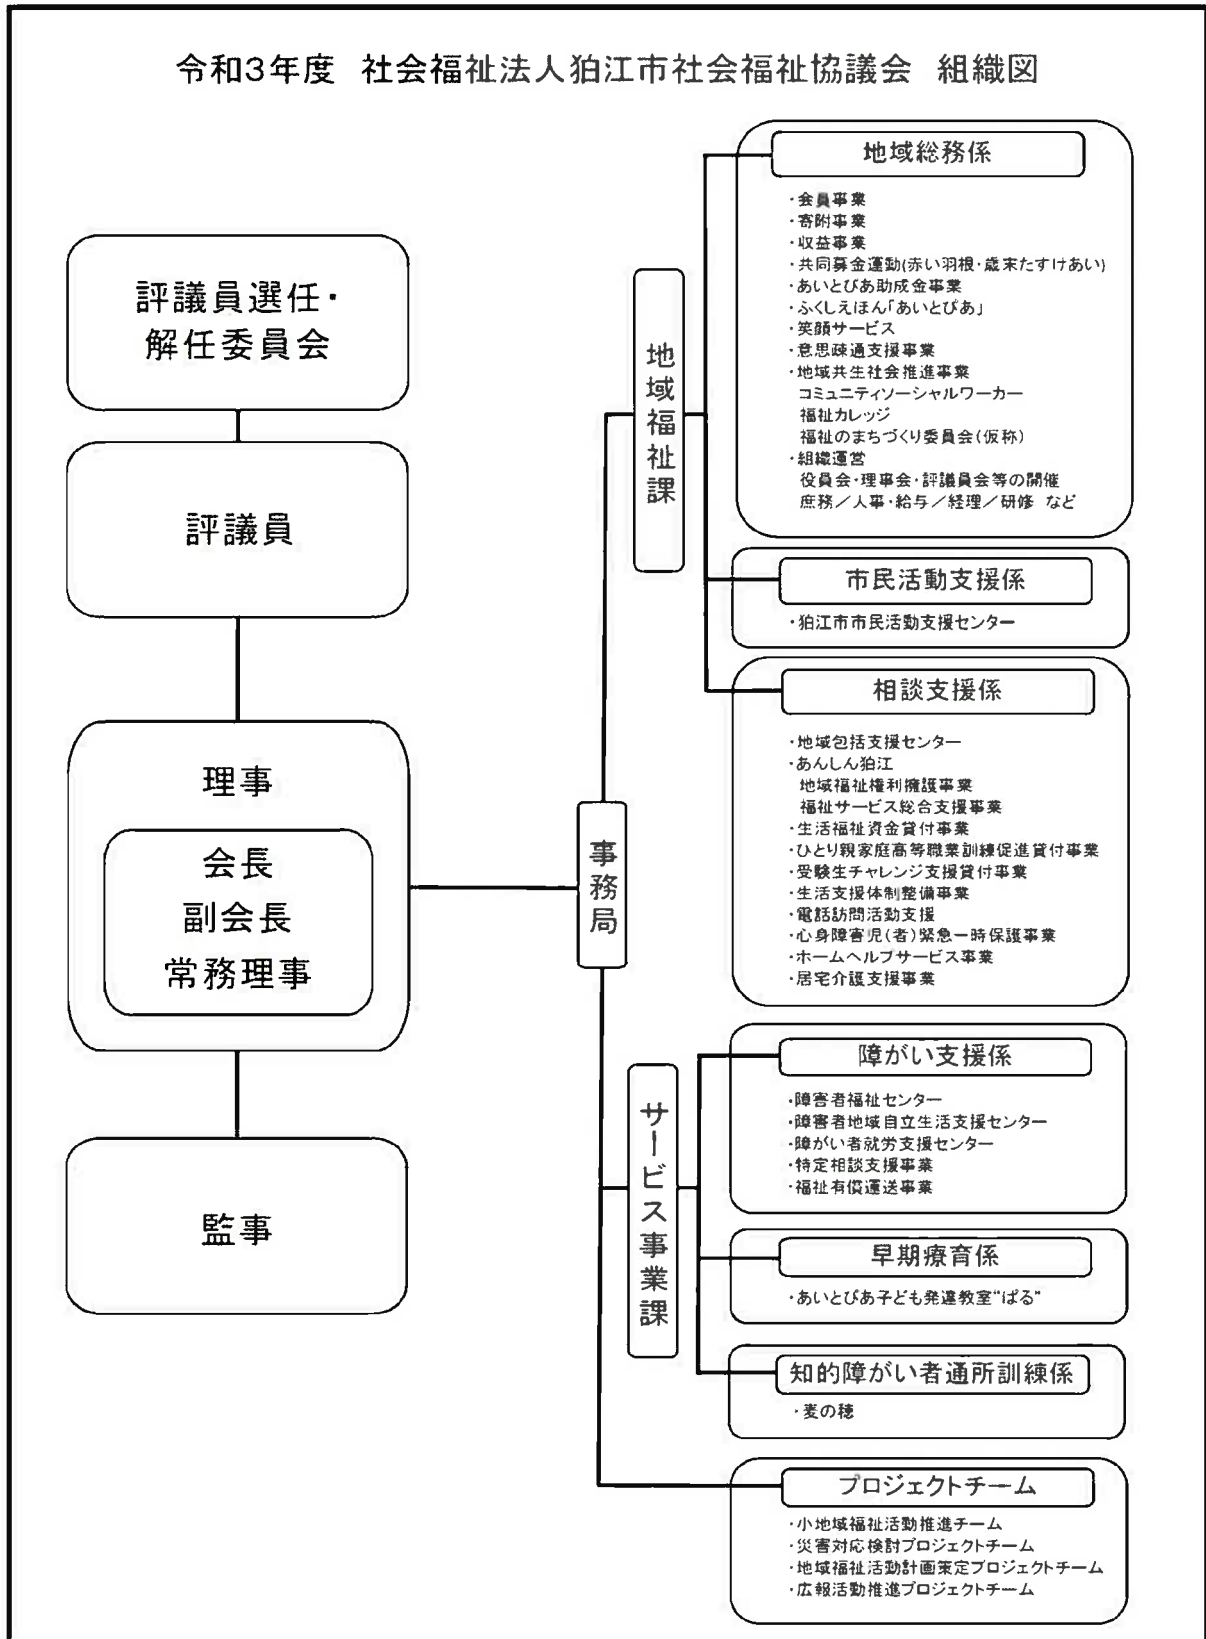 令和3年度 社会福祉法人狛江市社会福祉協議会 組織図
評議員選任・
解任委員会
評議員
理事
会長
副会長
常務理事
監事
事務局
地域福祉課
地域総務係
・会員事業
・寄附事業
・収益事業
・共同募金運動(赤い羽根・歳末たすけあい)
・あいとぴあ助成金事業
・ふくしえほん「あいとぴあ」
・笑顔サービス
・意思疎通支援事業
・地域共生社会推進事業
コミュニティソーシャルワーカー
福祉カレッジ
福祉のまちづくり委員会(仮称)
・組織運営
役員会・理事会・評議員会等の開催
庶務/人事・給与/経理/研修 など
市民活動支援係
・狛江市市民活動支援センター
相談支援係
・地域包括支援センター
・あんしん狛江
地域福祉権利擁護事業
福祉サービス総合支援事業
・生活福祉資金貸付事業
・ひとり親家庭高等職業訓練促進貸付事業
・受験生チャレンジ支援貸付事業
・生活支援体制整備事業
・電話訪問活動支援
・心身障害児(者)緊急一時保護事業
・ホームヘルプサービス事業
・居宅介護支援事業
サービス事業課
障がい支援係
・障害者福祉センター
・障害者地域自立生活支援センター
・障がい者就労支援センター
・特定相談支援事業
・福祉有償運送事業
早期療育係
・あいとぴあ子ども発達教室“ぱる”
知的障がい者通所訓練係
・麦の穂
プロジェクトチーム
・小地域福祉活動推進チーム
・災害対応検討プロジェクトチーム
・地域福祉活動計画策定プロジェクトチーム
・広報活動推進プロジェクトチーム